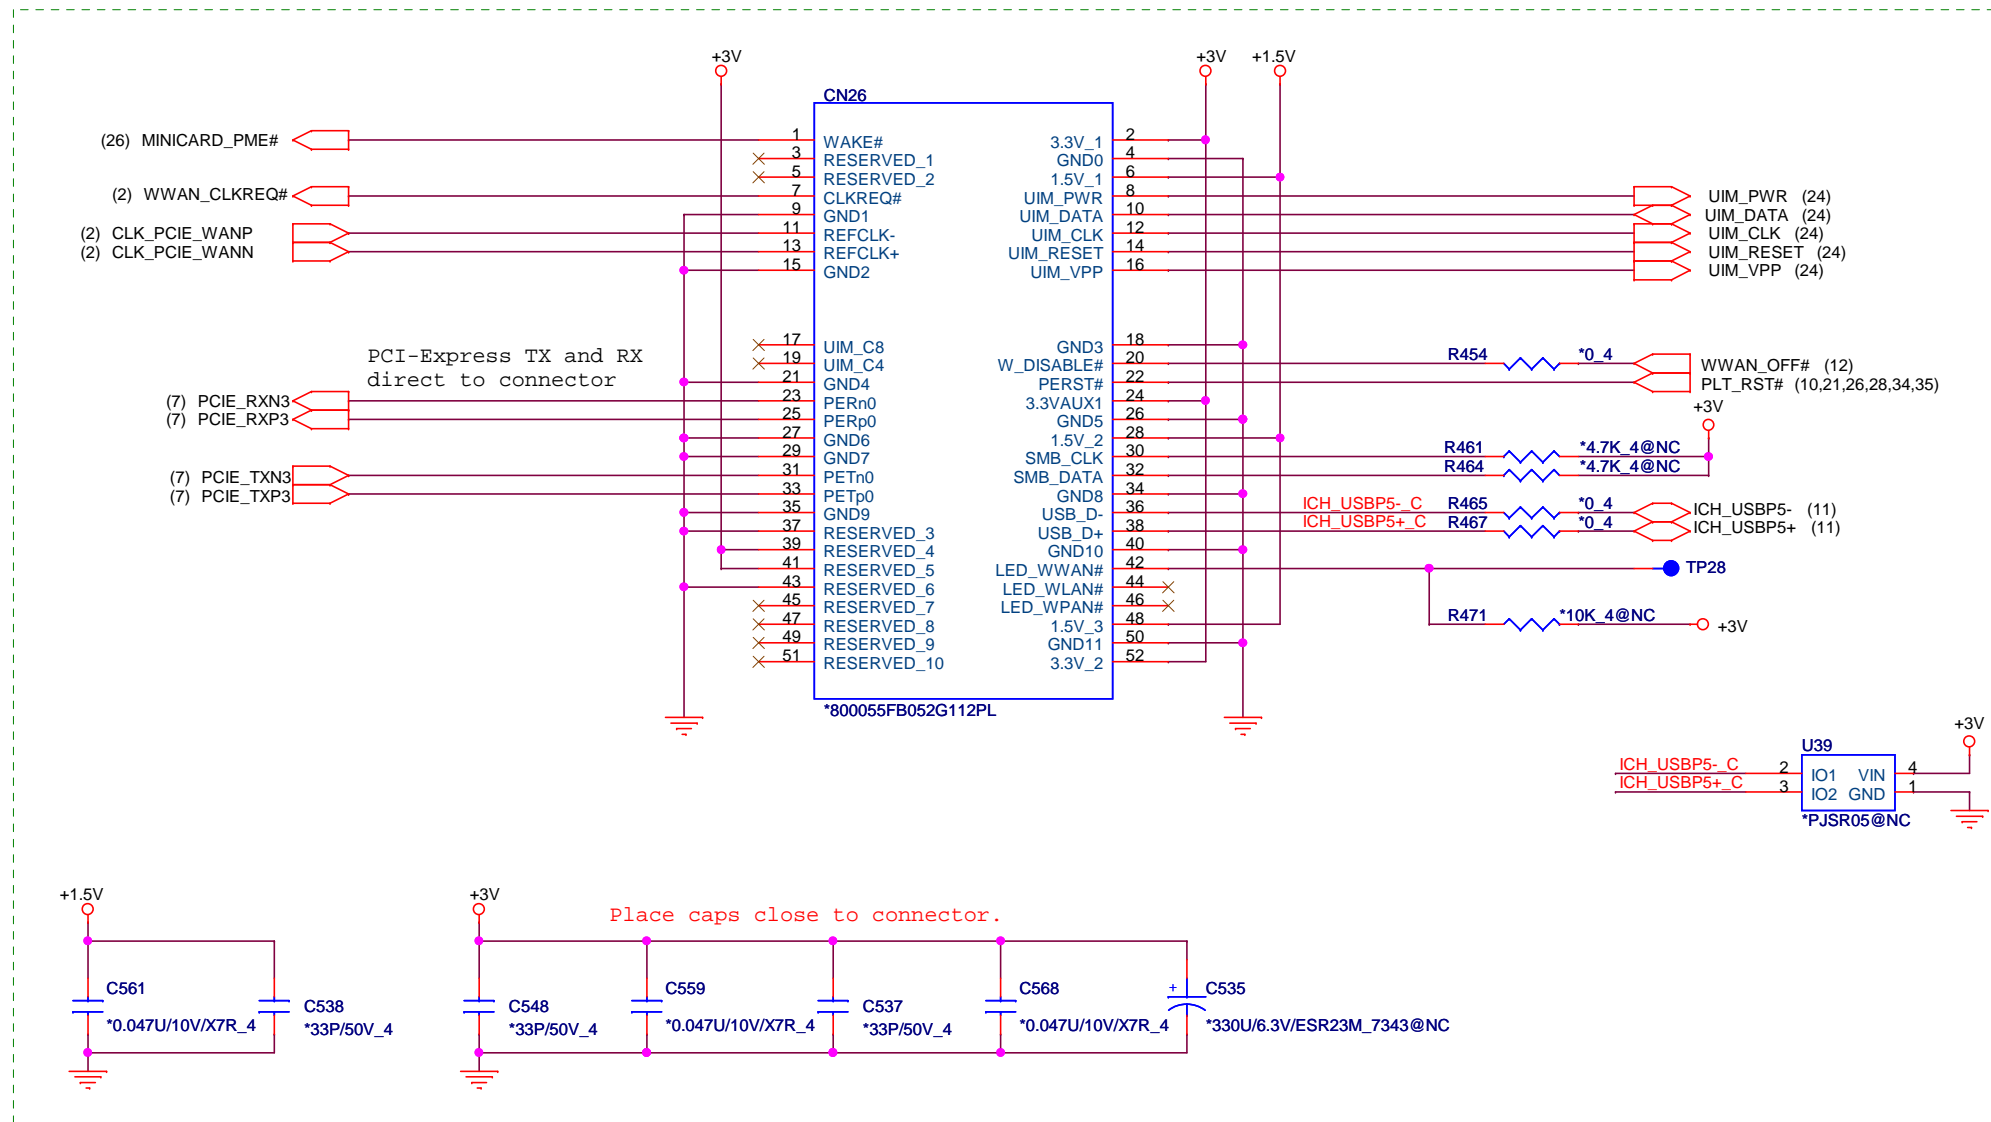 +3V
+3V
+1.5V
CN26
(26) MINICARD_PME#
1 WAKE#
3 RESERVED_1
5 RESERVED_2
(2) WWAN_CLKREQ#
7 CLKREQ#
9 GND1
(2) CLK_PCIE_WANP
11 REFCLK-
(2) CLK_PCIE_WANN
13 REFCLK+
15 GND2
17 UIM_C8
19 UIM_C4
PCI-Express TX and RX
direct to connector
21 GND4
(7) PCIE_RXN3
23 PERn0
(7) PCIE_RXP3
25 PERp0
27 GND6
29 GND7
(7) PCIE_TXN3
31 PETn0
(7) PCIE_TXP3
33 PETp0
35 GND9
37 RESERVED_3
39 RESERVED_4
41 RESERVED_5
43 RESERVED_6
45 RESERVED_7
47 RESERVED_8
49 RESERVED_9
51 RESERVED_10
3.3V_1 2
GND0 4
1.5V_1 6
UIM_PWR 8
UIM_PWR (24)
UIM_DATA 10
UIM_DATA (24)
UIM_CLK 12
UIM_CLK (24)
UIM_RESET 14
UIM_RESET (24)
UIM_VPP 16
UIM_VPP (24)
GND3 18
W_DISABLE# 20
R454 *0_4
WWAN_OFF# (12)
PERST# 22
PLT_RST# (10,21,26,28,34,35)
3.3VAUX1 24
+3V
GND5 26
1.5V_2 28
SMB_CLK 30
R461 *4.7K_4@NC
SMB_DATA 32
R464 *4.7K_4@NC
GND8 34
USB_D- 36
ICH_USBP5-_C R465 *0_4
ICH_USBP5- (11)
USB_D+ 38
ICH_USBP5+_C R467 *0_4
ICH_USBP5+ (11)
GND10 40
LED_WWAN# 42
TP28
LED_WLAN# 44
LED_WPAN# 46
1.5V_3 48
R471 *10K_4@NC
+3V
GND11 50
3.3V_2 52
*800055FB052G112PL
+3V
U39
ICH_USBP5-_C 2 IO1 VIN 4
ICH_USBP5+_C 3 IO2 GND 1
*PJSR05@NC
+1.5V
+3V
Place caps close to connector.
C561
*0.047U/10V/X7R_4
C538
*33P/50V_4
C548
*33P/50V_4
C559
*0.047U/10V/X7R_4
C537
*33P/50V_4
C568
*0.047U/10V/X7R_4
+ C535
*330U/6.3V/ESR23M_7343@NC